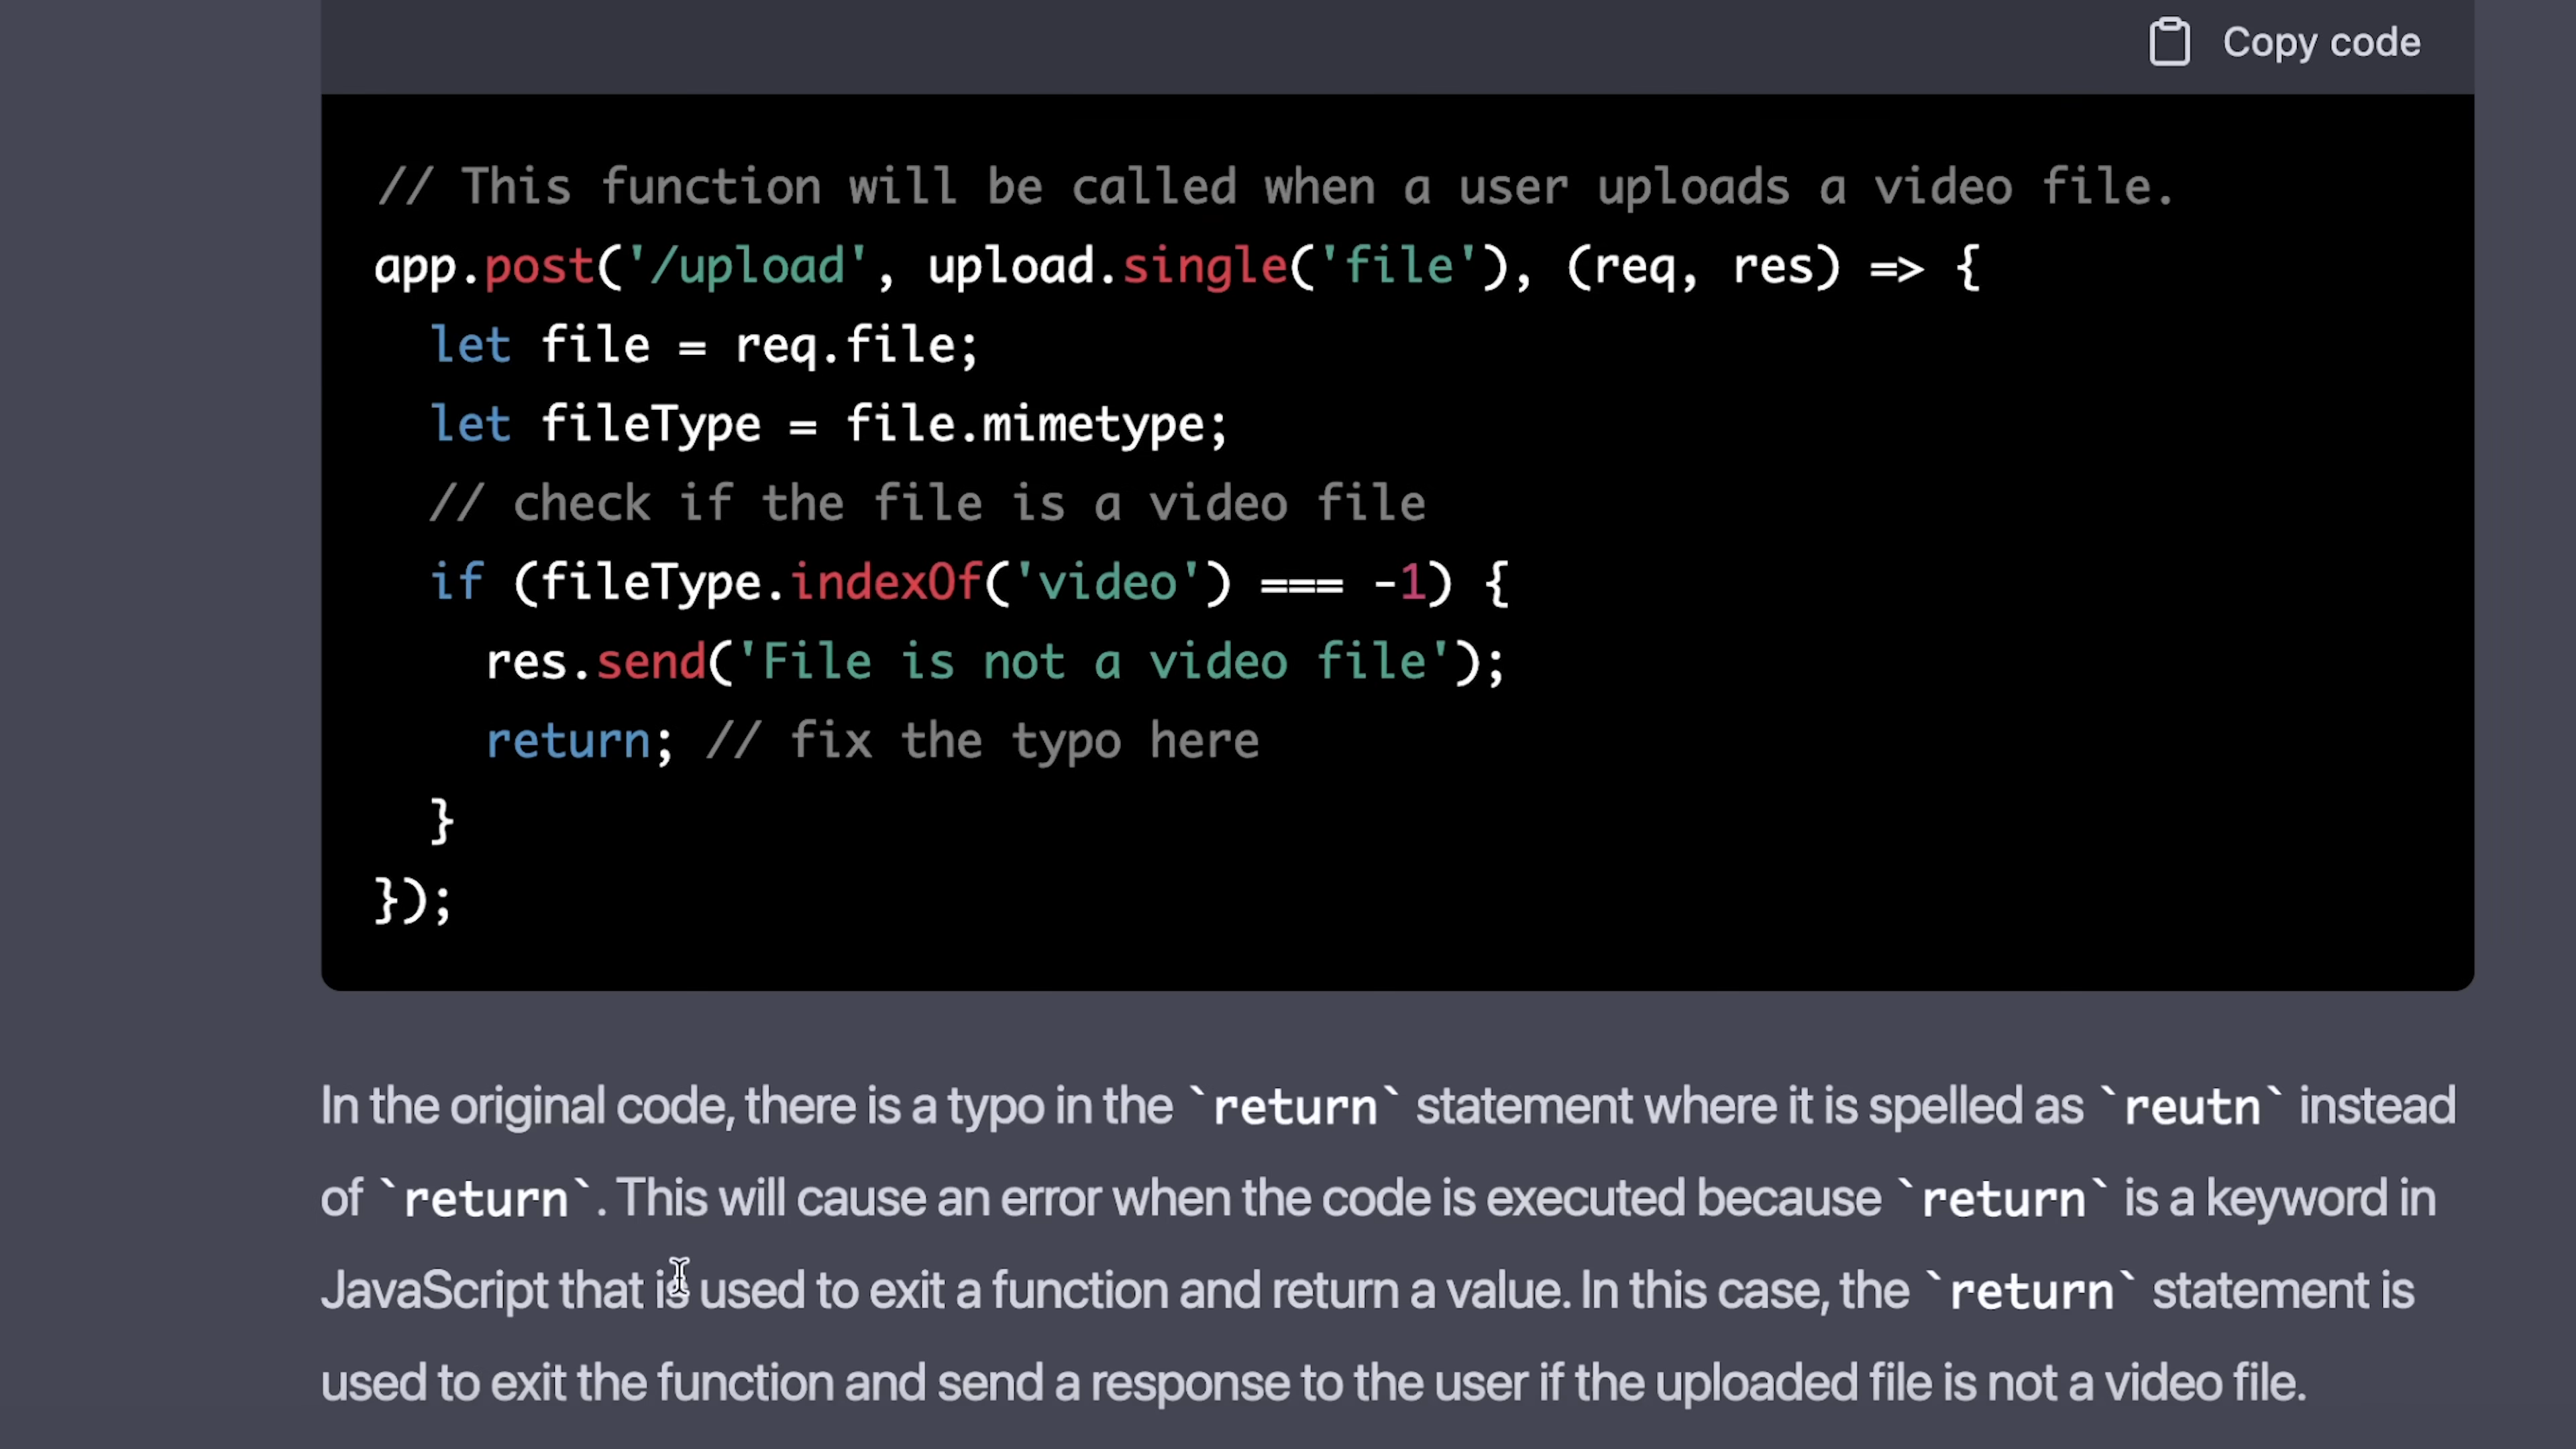 Copy code
// This function will be called when a user uploads a video file.
app.post('/upload', upload.single('file'), (req, res) => {
  let file = req.file;
  let fileType = file.mimetype;
  // check if the file is a video file
  if (fileType.indexOf('video') === -1) {
    res.send('File is not a video file');
    return; // fix the typo here
  }
});
In the original code, there is a typo in the `return` statement where it is spelled as `reutn` instead
of `return`. This will cause an error when the code is executed because `return` is a keyword in
JavaScript that is used to exit a function and return a value. In this case, the `return` statement is
used to exit the function and send a response to the user if the uploaded file is not a video file.